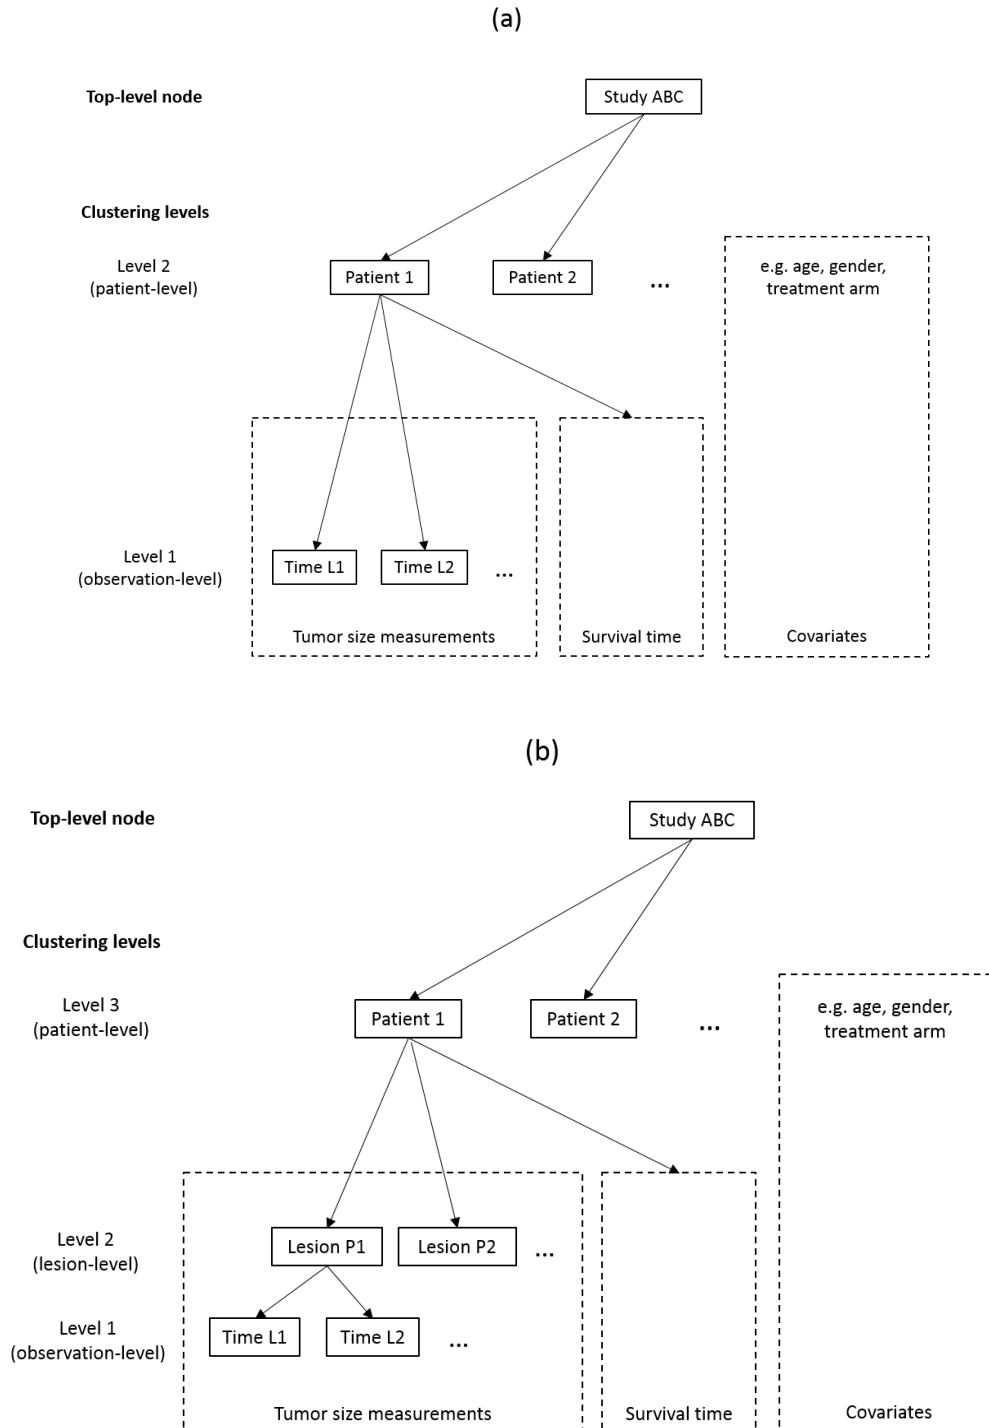 (a)
Top-level node
Study ABC
Clustering levels
Level 2
(patient-level)
Patient 1
Patient 2
...
e.g. age, gender,
treatment arm
Level 1
(observation-level)
Time L1
Time L2
...
Tumor size measurements
Survival time
Covariates
(b)
Top-level node
Study ABC
Clustering levels
Level 3
(patient-level)
Patient 1
Patient 2
...
e.g. age, gender,
treatment arm
Level 2
(lesion-level)
Lesion P1
Lesion P2
...
Level 1
(observation-level)
Time L1
Time L2
...
Tumor size measurements
Survival time
Covariates